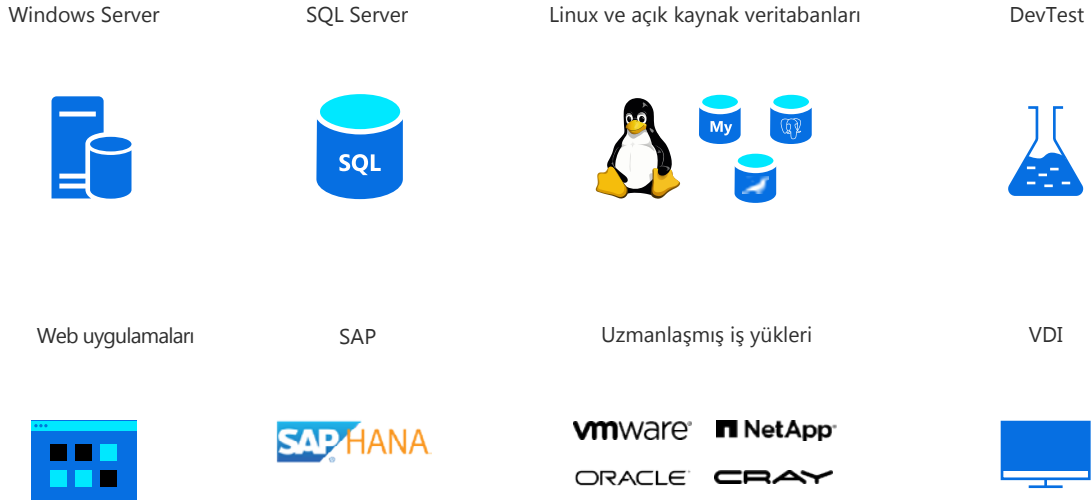 Windows Server
SQL Server
Linux ve açık kaynak veritabanları
DevTest
SQL
My
Web uygulamaları
SAP
Uzmanlaşmış iş yükleri
VDI
SAP HANA
vmware
NetApp
ORACLE
CRAY